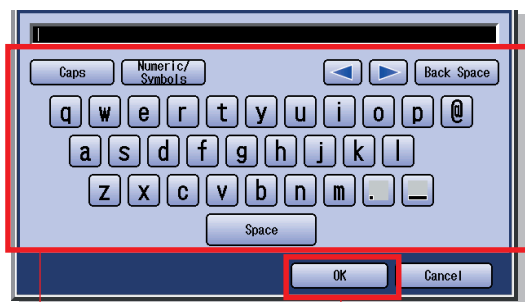 Caps Numeric/ Symbols Back Space
q w e r t y u i o p @
a s d f g h j k l
z x c v b n m . _
Space
OK Cancel